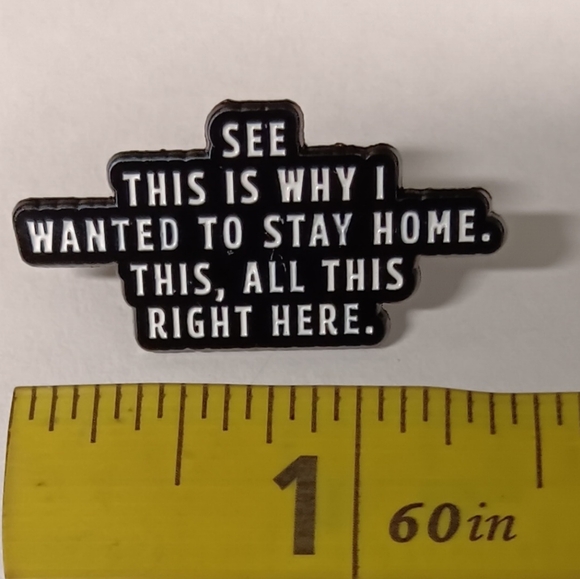 SEE
THIS IS WHY I
WANTED TO STAY HOME.
THIS, ALL THIS
RIGHT HERE.
1
60in